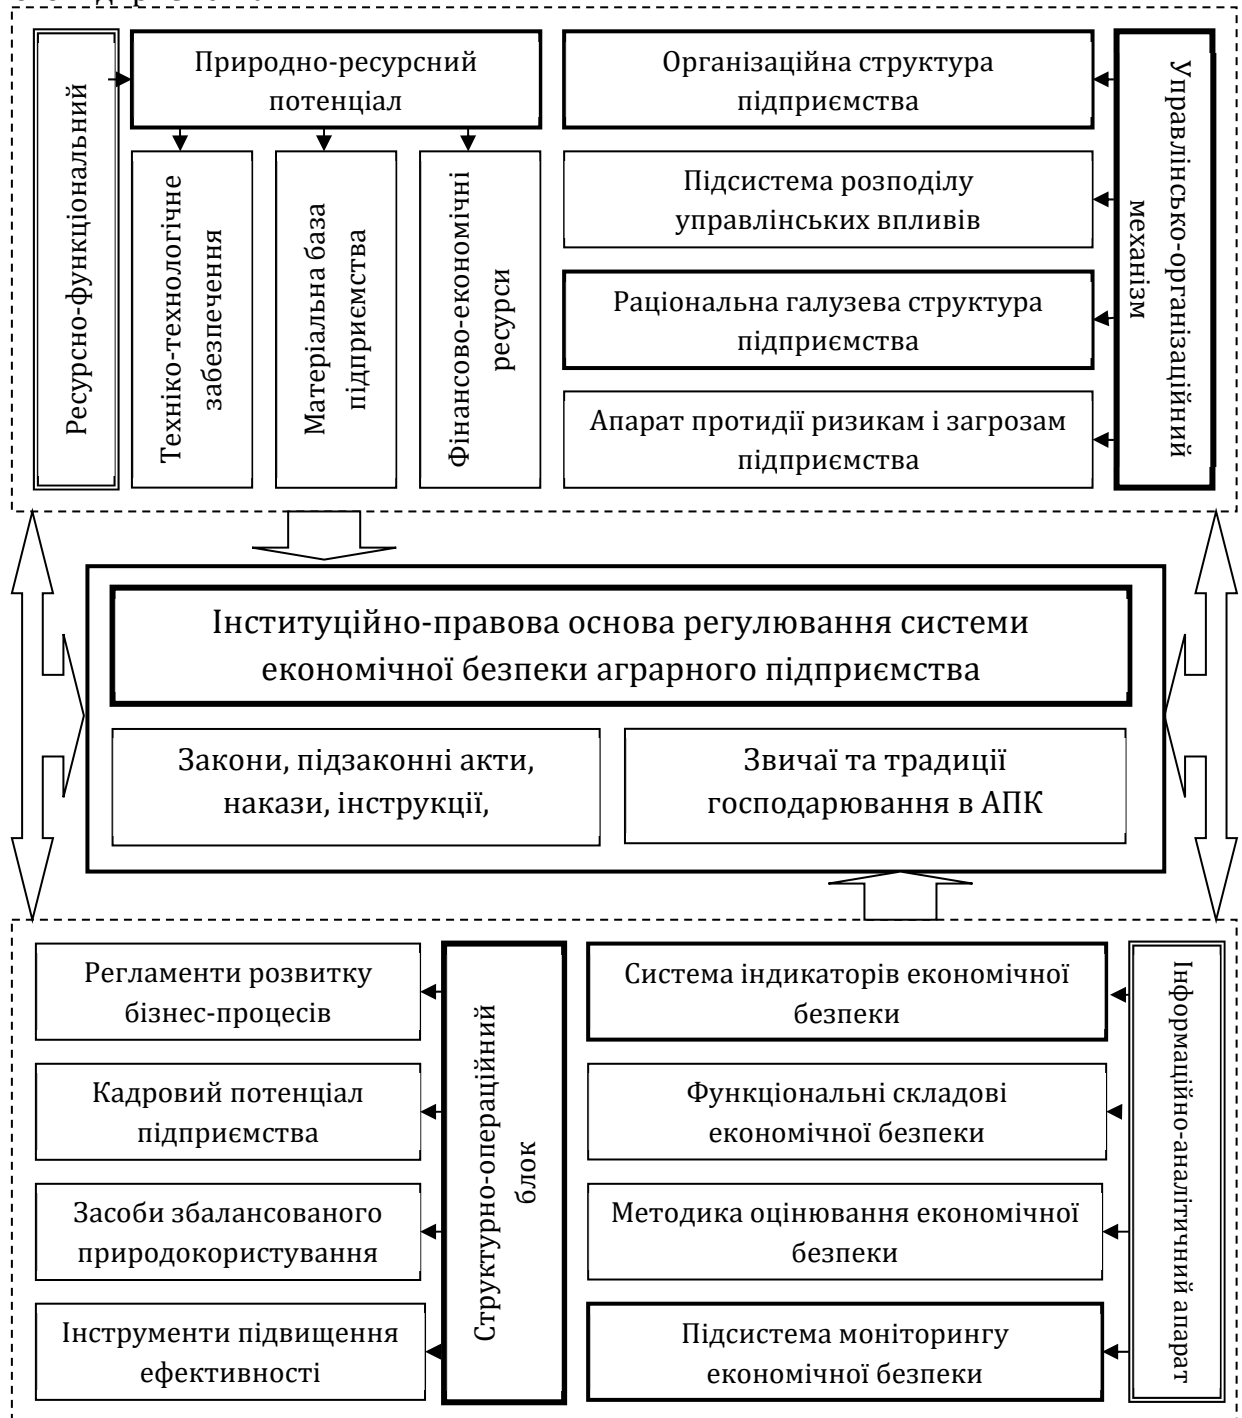 Ресурсно-функціональний
Природно-ресурсний
потенціал
Техніко-технологічне
забезпечення
Матеріальна база
підприємства
Фінансово-економічні
ресурси
Організаційна структура
підприємства
Підсистема розподілу
управлінських впливів
Раціональна галузева структура
підприємства
Апарат протидії ризикам і загрозам
підприємства
Управлінсько-організаційний
механізм
Інституційно-правова основа регулювання системи
економічної безпеки аграрного підприємства
Закони, підзаконні акти,
накази, інструкції,
Звичаї та традиції
господарювання в АПК
Регламенти розвитку
бізнес-процесів
Кадровий потенціал
підприємства
Засоби збалансованого
природокористування
Інструменти підвищення
ефективності
Структурно-операційний
блок
Система індикаторів економічної
безпеки
Функціональні складові
економічної безпеки
Методика оцінювання економічної
безпеки
Підсистема моніторингу
економічної безпеки
Інформаційно-аналітичний апарат